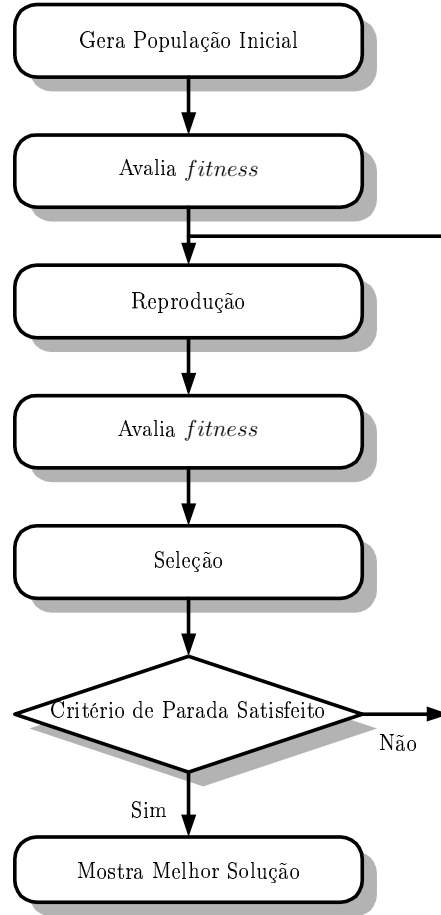 Gera População Inicial
Avalia fitness
Reprodução
Avalia fitness
Seleção
Critério de Parada Satisfeito
Não
Sim
Mostra Melhor Solução